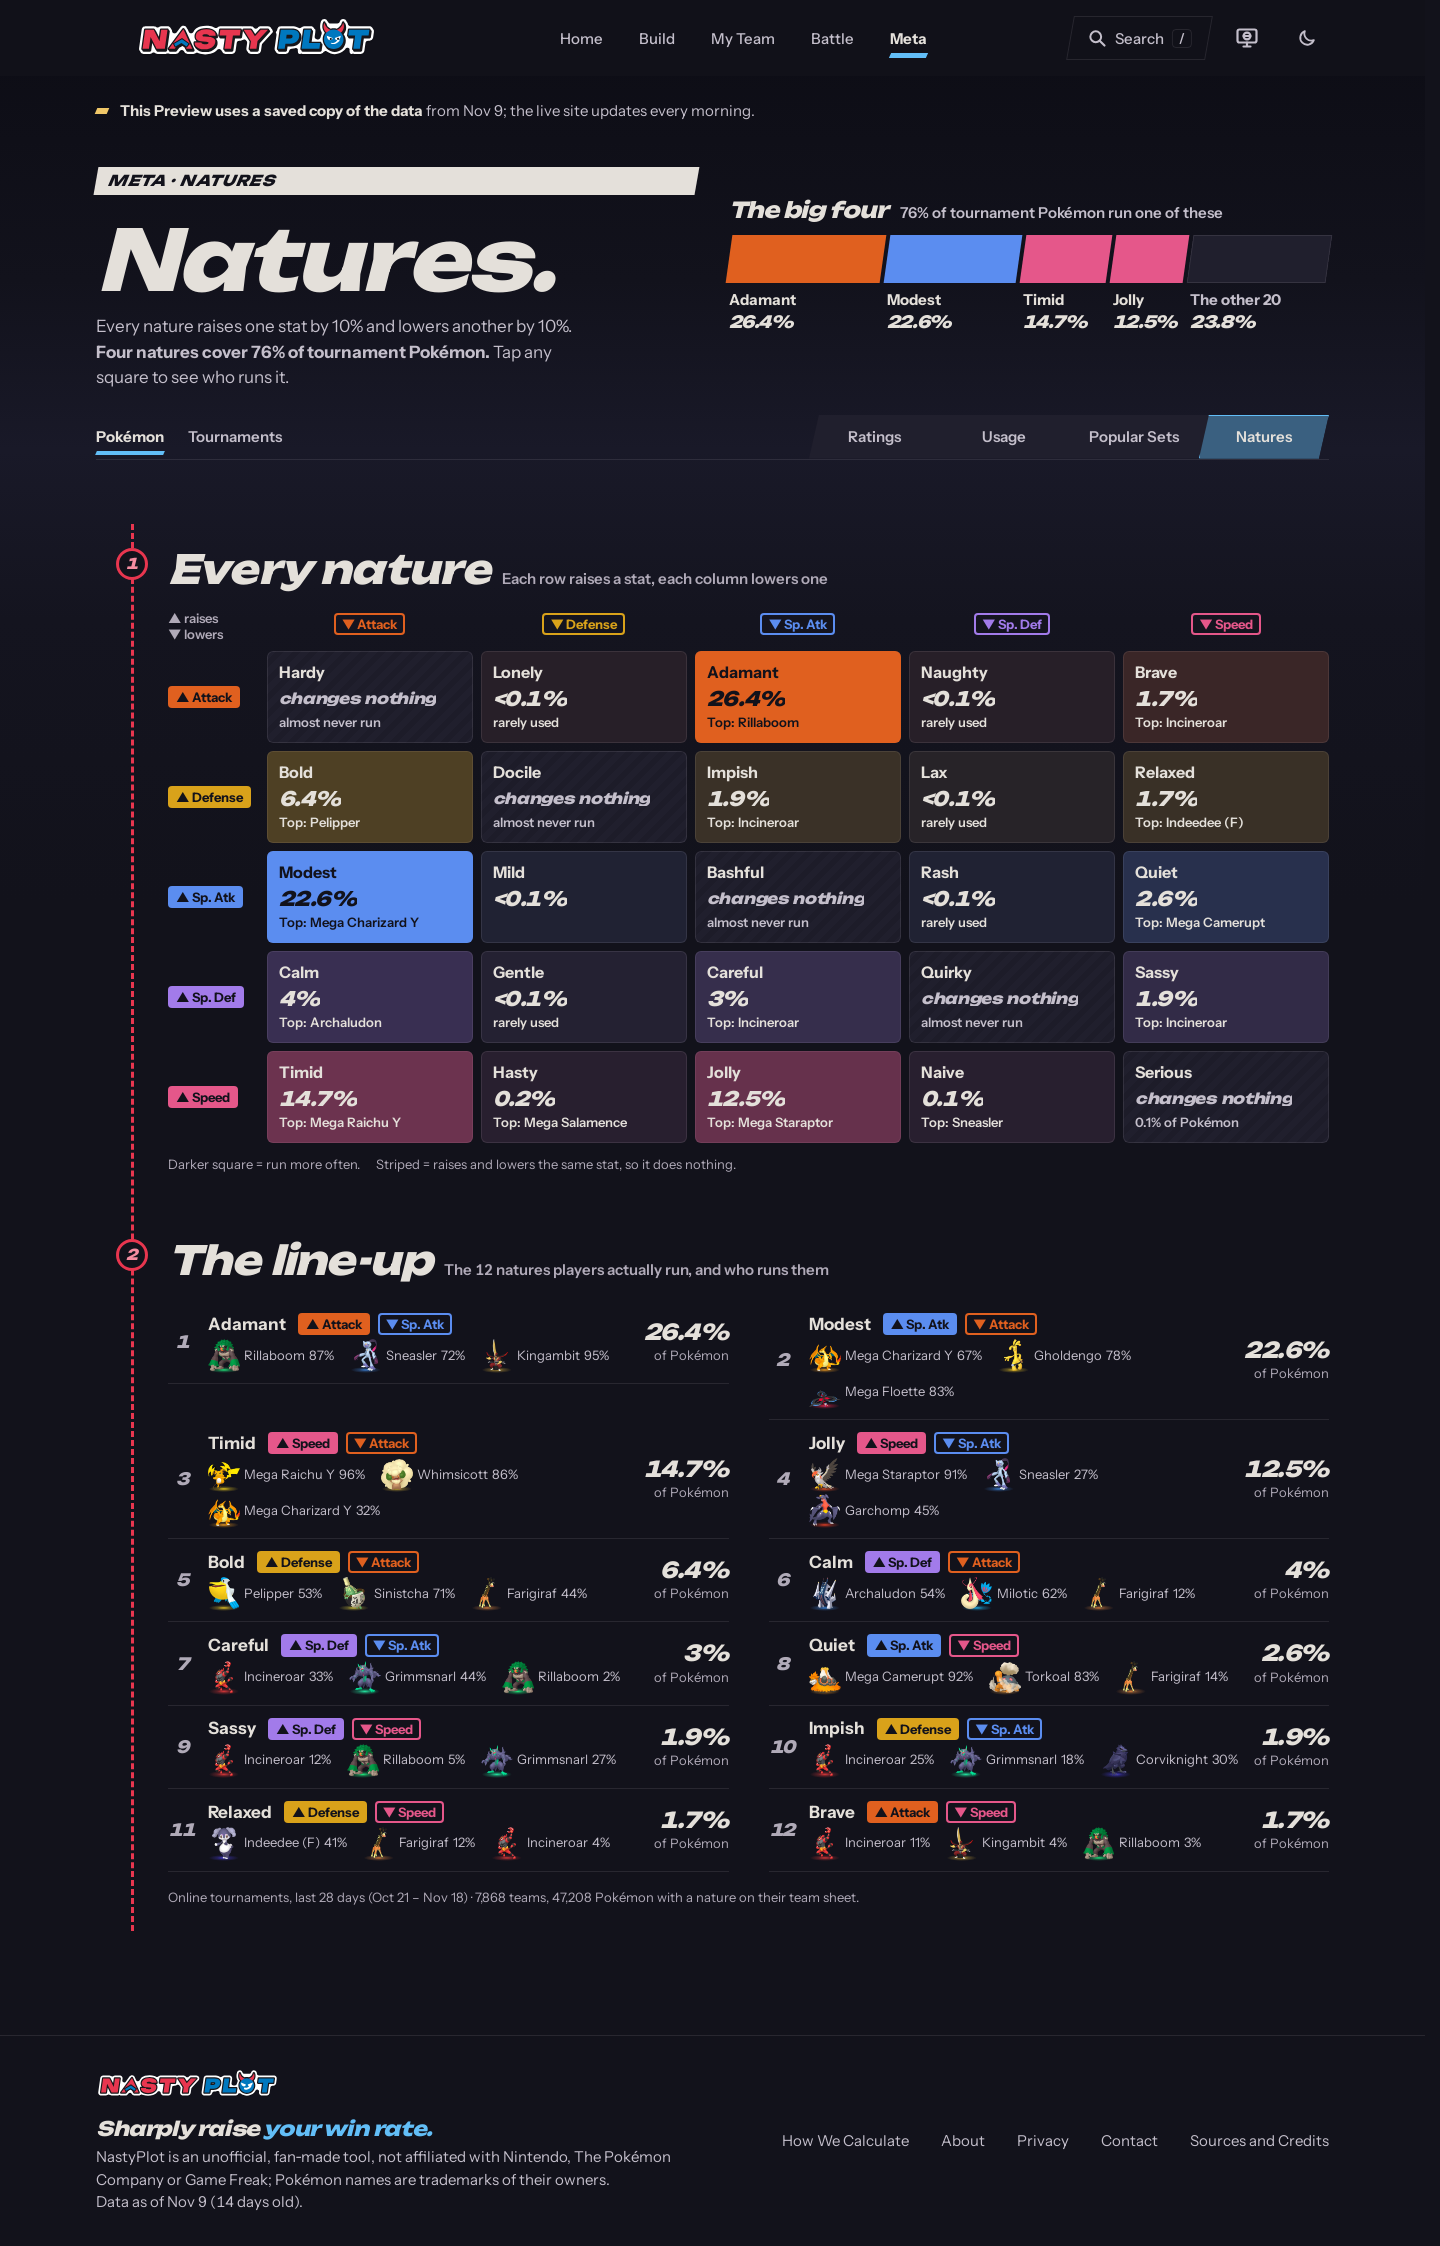 NASTY PLOT
Home Build My Team Battle Meta Search /
This Preview uses a saved copy of the data from Nov 9; the live site updates every morning.
META · NATURES
Natures.
Every nature raises one stat by 10% and lowers another by 10%.
Four natures cover 76% of tournament Pokémon. Tap any
square to see who runs it.
The big four 76% of tournament Pokémon run one of these
Adamant Modest Timid Jolly The other 20
26.4% 22.6% 14.7% 12.5% 23.8%
Pokémon Tournaments Ratings Usage Popular Sets Natures
1 Every nature Each row raises a stat, each column lowers one
▲ raises
▼ lowers
▼ Attack ▼ Defense ▼ Sp. Atk ▼ Sp. Def ▼ Speed
▲ Attack
Hardy Lonely Adamant Naughty Brave
changes nothing <0.1% 26.4% <0.1% 1.7%
almost never run rarely used Top: Rillaboom rarely used Top: Incineroar
▲ Defense
Bold Docile Impish Lax Relaxed
6.4% changes nothing 1.9% <0.1% 1.7%
Top: Pelipper almost never run Top: Incineroar rarely used Top: Indeedee (F)
▲ Sp. Atk
Modest Mild Bashful Rash Quiet
22.6% <0.1% changes nothing <0.1% 2.6%
Top: Mega Charizard Y almost never run rarely used Top: Mega Camerupt
▲ Sp. Def
Calm Gentle Careful Quirky Sassy
4% <0.1% 3% changes nothing 1.9%
Top: Archaludon rarely used Top: Incineroar almost never run Top: Incineroar
▲ Speed
Timid Hasty Jolly Naive Serious
14.7% 0.2% 12.5% 0.1% changes nothing
Top: Mega Raichu Y Top: Mega Salamence Top: Mega Staraptor Top: Sneasler 0.1% of Pokémon
Darker square = run more often. Striped = raises and lowers the same stat, so it does nothing.
2 The line-up The 12 natures players actually run, and who runs them
1 Adamant ▲ Attack ▼ Sp. Atk 26.4%
Rillaboom 87% Sneasler 72% Kingambit 95% of Pokémon
2 Modest ▲ Sp. Atk ▼ Attack 22.6%
Mega Charizard Y 67% Gholdengo 78% of Pokémon
Mega Floette 83%
3 Timid ▲ Speed ▼ Attack 14.7%
Mega Raichu Y 96% Whimsicott 86% of Pokémon
Mega Charizard Y 32%
4 Jolly ▲ Speed ▼ Sp. Atk 12.5%
Mega Staraptor 91% Sneasler 27% of Pokémon
Garchomp 45%
5 Bold ▲ Defense ▼ Attack 6.4%
Pelipper 53% Sinistcha 71% Farigiraf 44% of Pokémon
6 Calm ▲ Sp. Def ▼ Attack 4%
Archaludon 54% Milotic 62% Farigiraf 12% of Pokémon
7 Careful ▲ Sp. Def ▼ Sp. Atk 3%
Incineroar 33% Grimmsnarl 44% Rillaboom 2% of Pokémon
8 Quiet ▲ Sp. Atk ▼ Speed 2.6%
Mega Camerupt 92% Torkoal 83% Farigiraf 14% of Pokémon
9 Sassy ▲ Sp. Def ▼ Speed 1.9%
Incineroar 12% Rillaboom 5% Grimmsnarl 27% of Pokémon
10 Impish ▲ Defense ▼ Sp. Atk 1.9%
Incineroar 25% Grimmsnarl 18% Corviknight 30% of Pokémon
11 Relaxed ▲ Defense ▼ Speed 1.7%
Indeedee (F) 41% Farigiraf 12% Incineroar 4% of Pokémon
12 Brave ▲ Attack ▼ Speed 1.7%
Incineroar 11% Kingambit 4% Rillaboom 3% of Pokémon
Online tournaments, last 28 days (Oct 21 – Nov 18) · 7,868 teams, 47,208 Pokémon with a nature on their team sheet.
NASTY PLOT
Sharply raise your win rate.
NastyPlot is an unofficial, fan-made tool, not affiliated with Nintendo, The Pokémon
Company or Game Freak; Pokémon names are trademarks of their owners.
Data as of Nov 9 (14 days old).
How We Calculate About Privacy Contact Sources and Credits